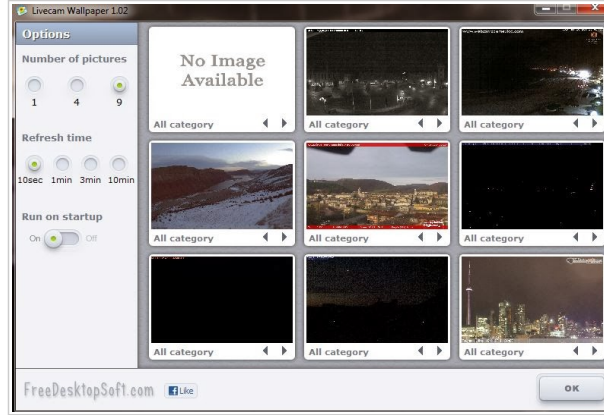 Livecam Wallpaper 1.02
Options
Number of pictures
1 4 9
Refresh time
10sec 1min 3min 10min
Run on startup
On Off
No Image
Available
All category
All category
All category
All category
All category
All category
All category
All category
All category
FreeDesktopSoft.com
Like
OK